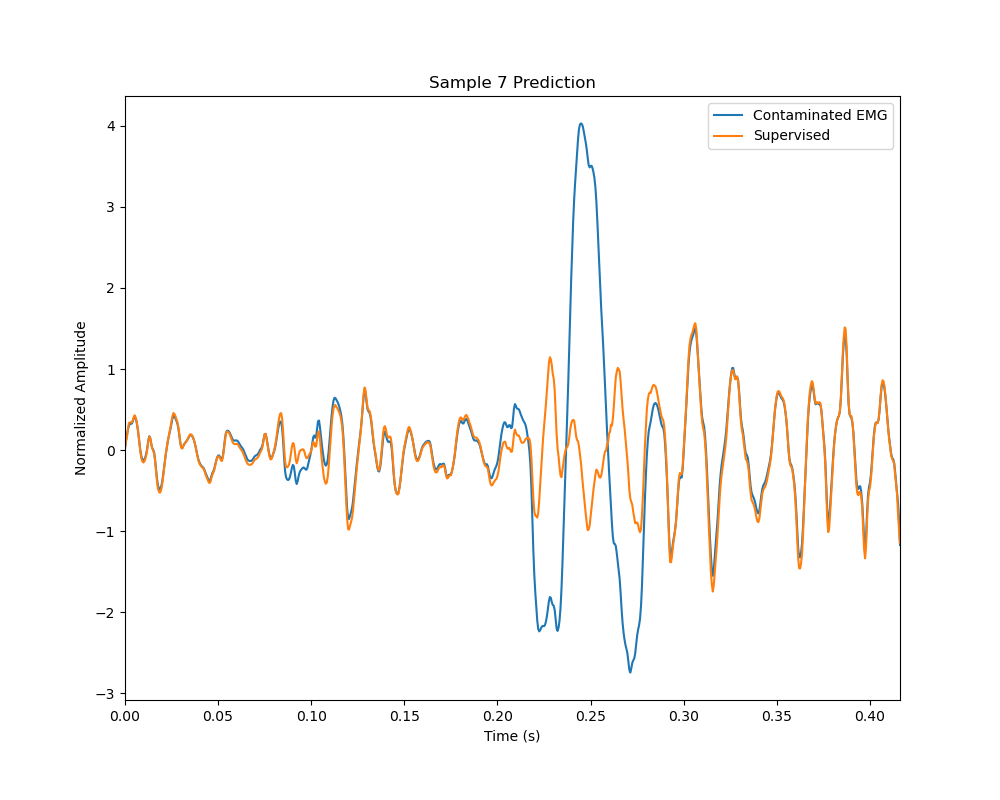 Sample 7 Prediction
Contaminated EMG
Supervised
4
3
2
1
0
−1
−2
−3
Normalized Amplitude
0.00 0.05 0.10 0.15 0.20 0.25 0.30 0.35 0.40
Time (s)